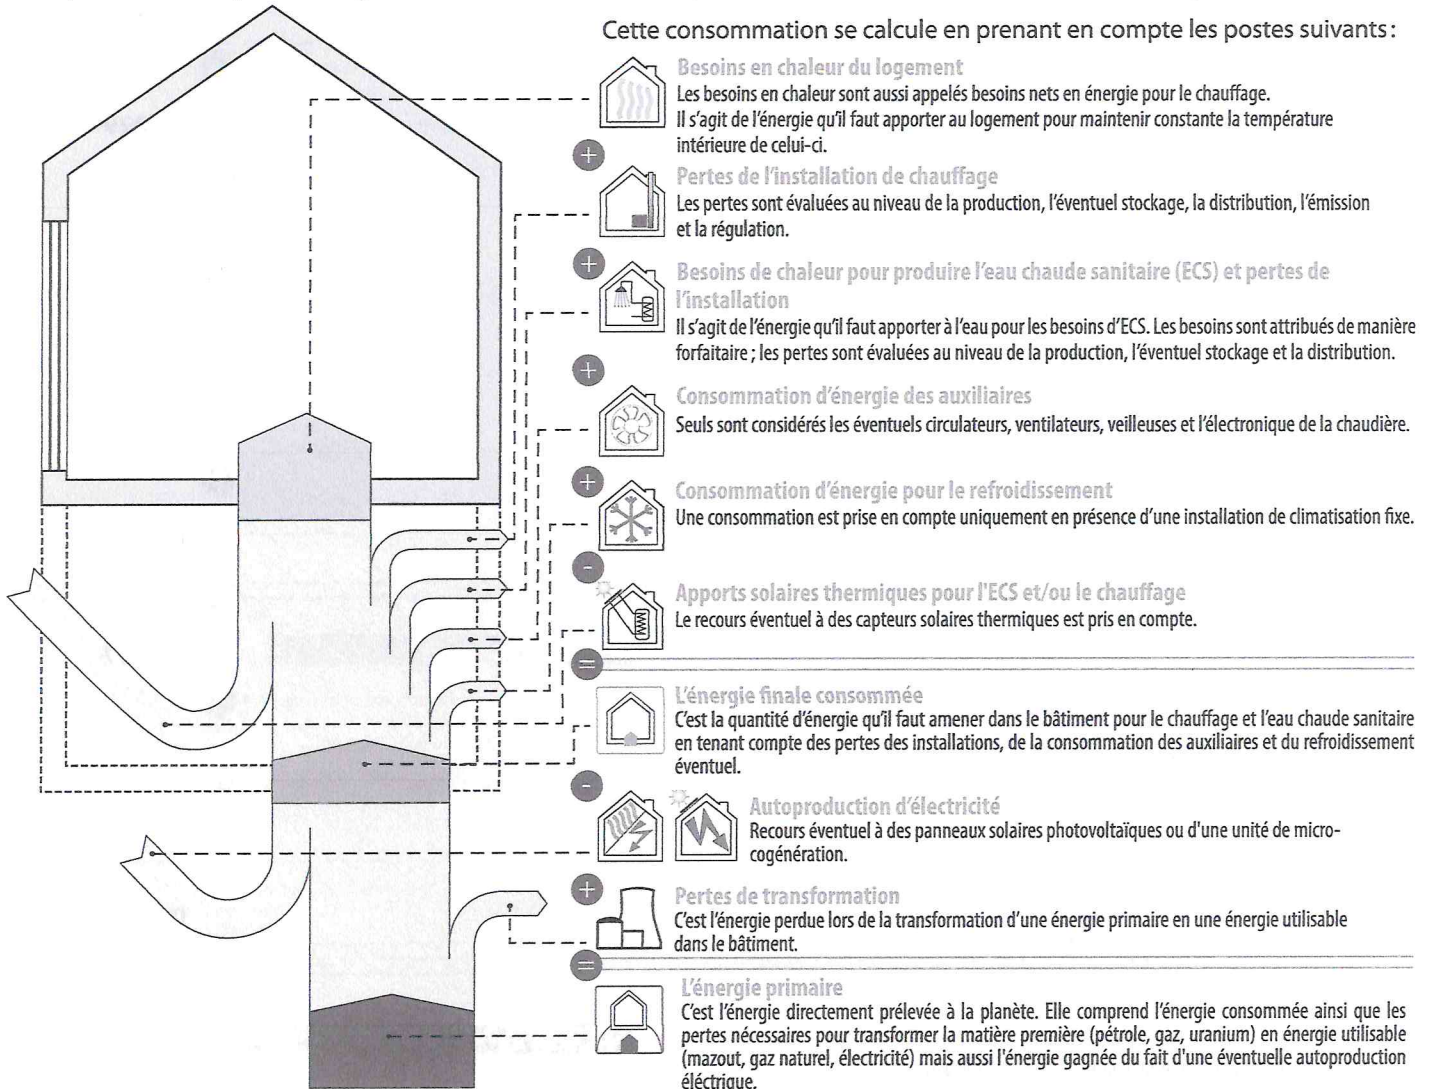 Cette consommation se calcule en prenant en compte les postes suivants:
Besoins en chaleur du logement
Les besoins en chaleur sont aussi appelés besoins nets en énergie pour le chauffage.
Il s'agit de l'énergie qu'il faut apporter au logement pour maintenir constante la température
intérieure de celui-ci.
+
Pertes de l'installation de chauffage
Les pertes sont évaluées au niveau de la production, l'éventuel stockage, la distribution, l'émission
et la régulation.
+
Besoins de chaleur pour produire l'eau chaude sanitaire (ECS) et pertes de
l'installation
Il s'agit de l'énergie qu'il faut apporter à l'eau pour les besoins d'ECS. Les besoins sont attribués de manière
forfaitaire ; les pertes sont évaluées au niveau de la production, l'éventuel stockage et la distribution.
+
Consommation d'énergie des auxiliaires
Seuls sont considérés les éventuels circulateurs, ventilateurs, veilleuses et l'électronique de la chaudière.
+
Consommation d'énergie pour le refroidissement
Une consommation est prise en compte uniquement en présence d'une installation de climatisation fixe.
-
Apports solaires thermiques pour l'ECS et/ou le chauffage
Le recours éventuel à des capteurs solaires thermiques est pris en compte.
=
L'énergie finale consommée
C'est la quantité d'énergie qu'il faut amener dans le bâtiment pour le chauffage et l'eau chaude sanitaire
en tenant compte des pertes des installations, de la consommation des auxiliaires et du refroidissement
éventuel.
-
Autoproduction d'électricité
Recours éventuel à des panneaux solaires photovoltaïques ou d'une unité de micro-
cogénération.
+
Pertes de transformation
C'est l'énergie perdue lors de la transformation d'une énergie primaire en une énergie utilisable
dans le bâtiment.
=
L'énergie primaire
C'est l'énergie directement prélevée à la planète. Elle comprend l'énergie consommée ainsi que les
pertes nécessaires pour transformer la matière première (pétrole, gaz, uranium) en énergie utilisable
(mazout, gaz naturel, électricité) mais aussi l'énergie gagnée du fait d'une éventuelle autoproduction
éléctrique.